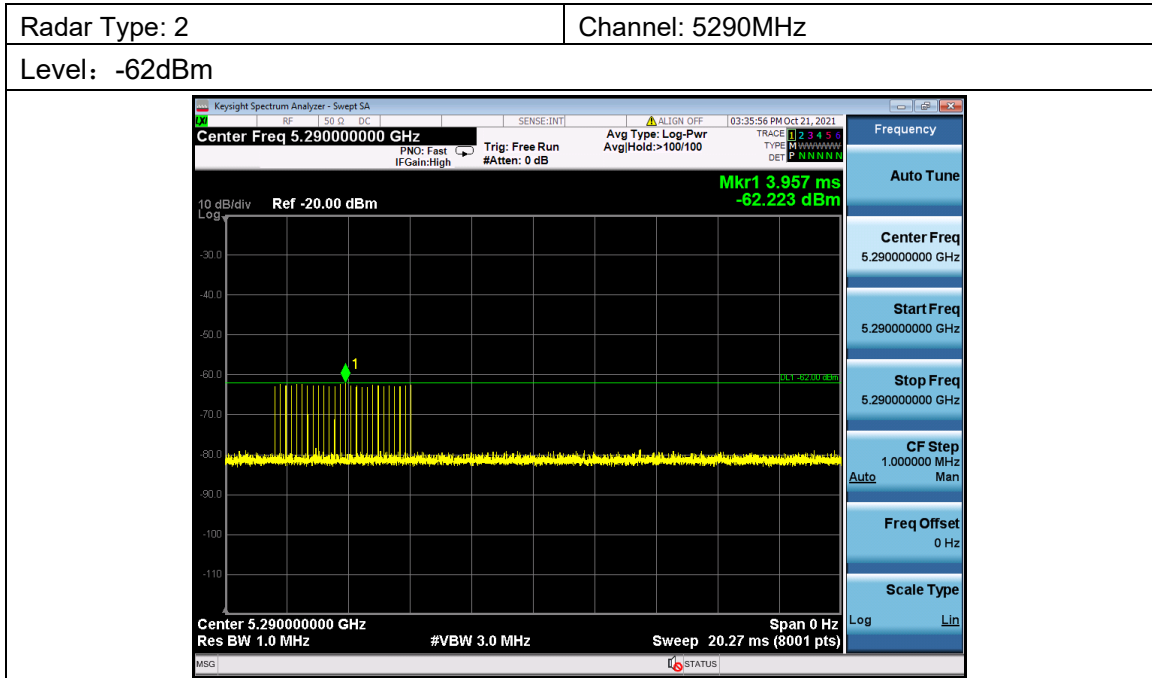 Radar Type: 2
Channel: 5290MHz
Level：-62dBm
Keysight Spectrum Analyzer - Swept SA
LXI RF 50 Ω DC SENSE:INT ALIGN OFF 03:35:56 PM Oct 21, 2021
Center Freq 5.290000000 GHz
PNO: Fast
IFGain:High
Trig: Free Run
#Atten: 0 dB
Avg Type: Log-Pwr
Avg|Hold:>100/100
TRACE 1 2 3 4 5 6
TYPE M WWWWW
DET P N N N N N
Mkr1 3.957 ms
-62.223 dBm
10 dB/div Ref -20.00 dBm
Log
-30.0
-40.0
-50.0
1
-60.0
DL1 -62.00 dBm
-70.0
-80.0
-90.0
-100
-110
Center 5.290000000 GHz Span 0 Hz
Res BW 1.0 MHz #VBW 3.0 MHz Sweep 20.27 ms (8001 pts)
MSG STATUS
Frequency
Auto Tune
Center Freq
5.290000000 GHz
Start Freq
5.290000000 GHz
Stop Freq
5.290000000 GHz
CF Step
1.000000 MHz
Auto Man
Freq Offset
0 Hz
Scale Type
Log Lin